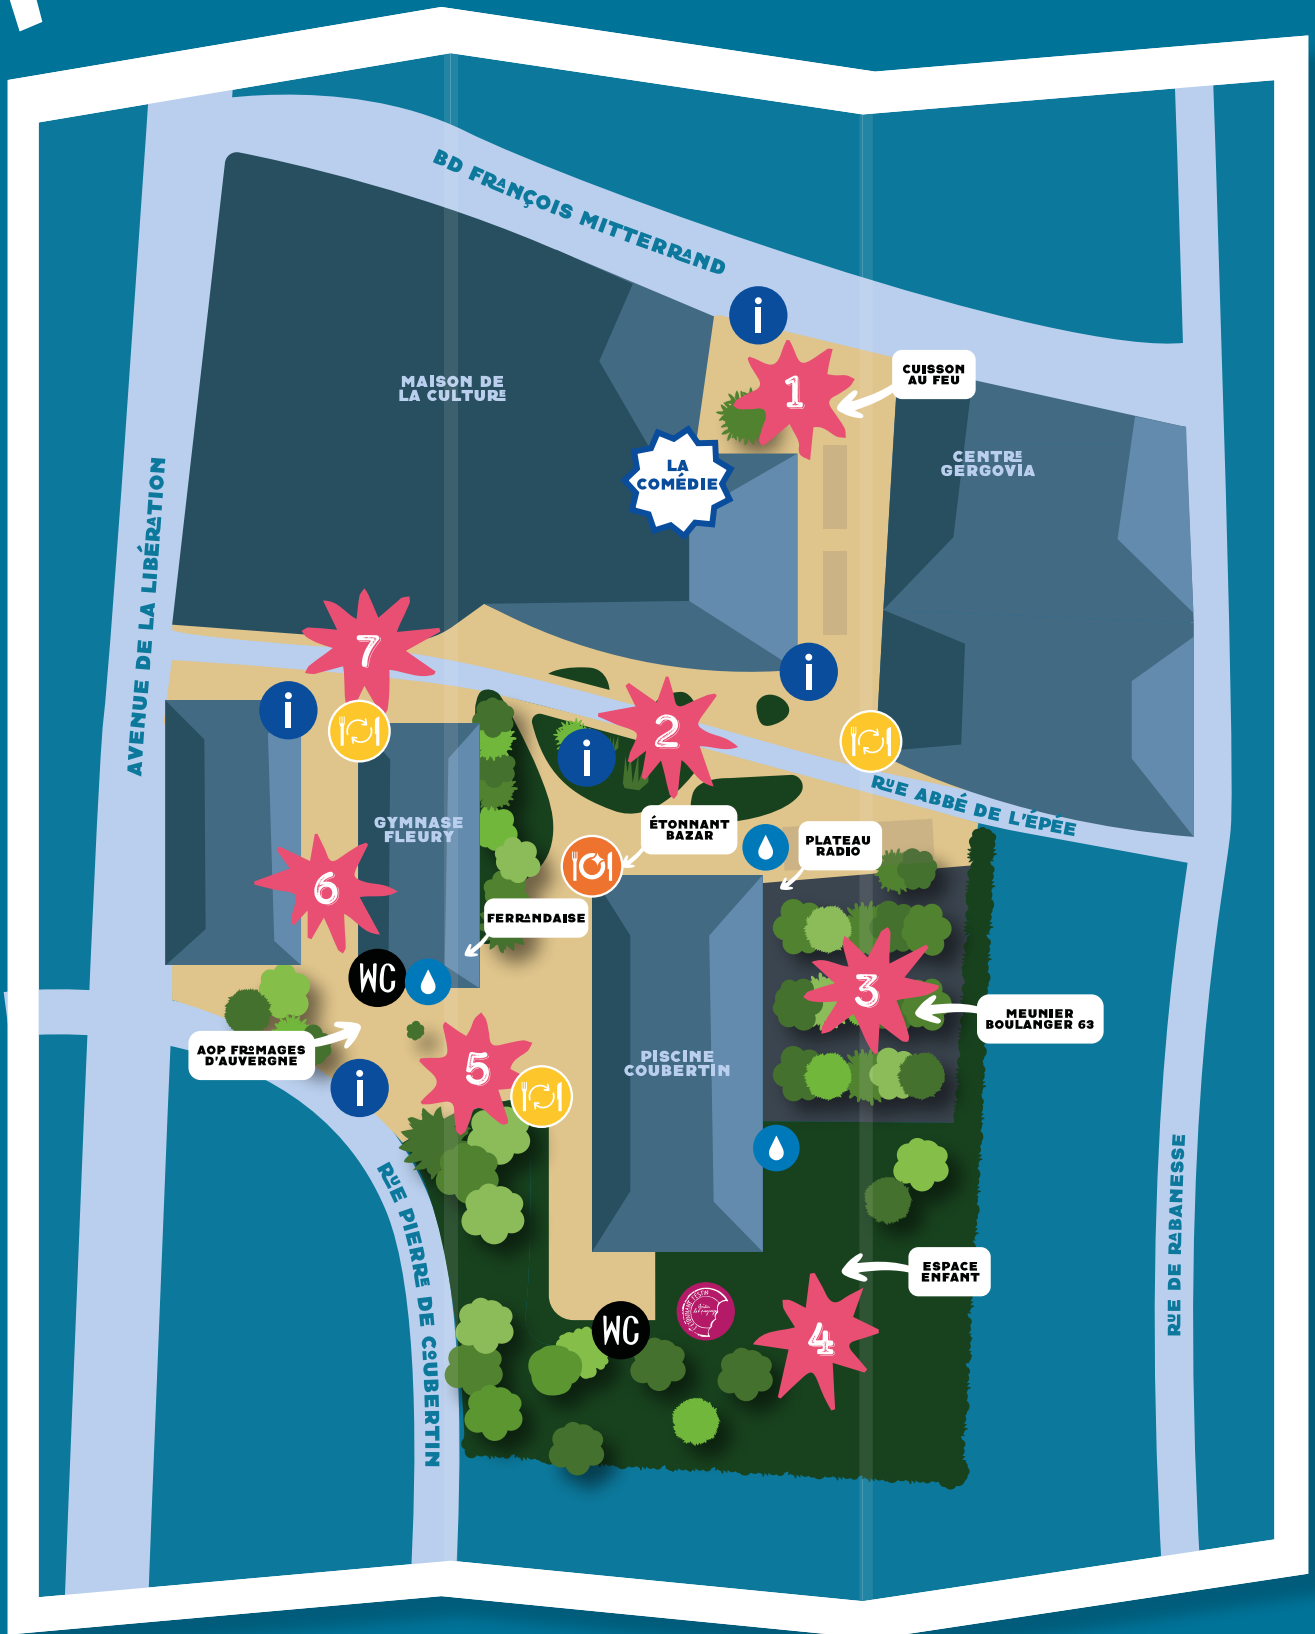 BD FRANÇOIS MITTERRAND
i
1
CUISSON
AU FEU
MAISON DE
LA CULTURE
CENTRE
GERGOVIA
LA
COMÉDIE
AVENUE DE LA LIBÉRATION
7
i
i
2
i
RUE ABBÉ DE L'ÉPÉE
GYMNASE
FLEURY
ÉTONNANT
BAZAR
PLATEAU
RADIO
6
FERRANDAISE
WC
3
MEUNIER
BOULANGER 63
AOP FROMAGES
D'AUVERGNE
5
PISCINE
COUBERTIN
i
RUE PIERRE DE COUBERTIN
RUE DE RABANESSE
ESPACE
ENFANT
WC
4